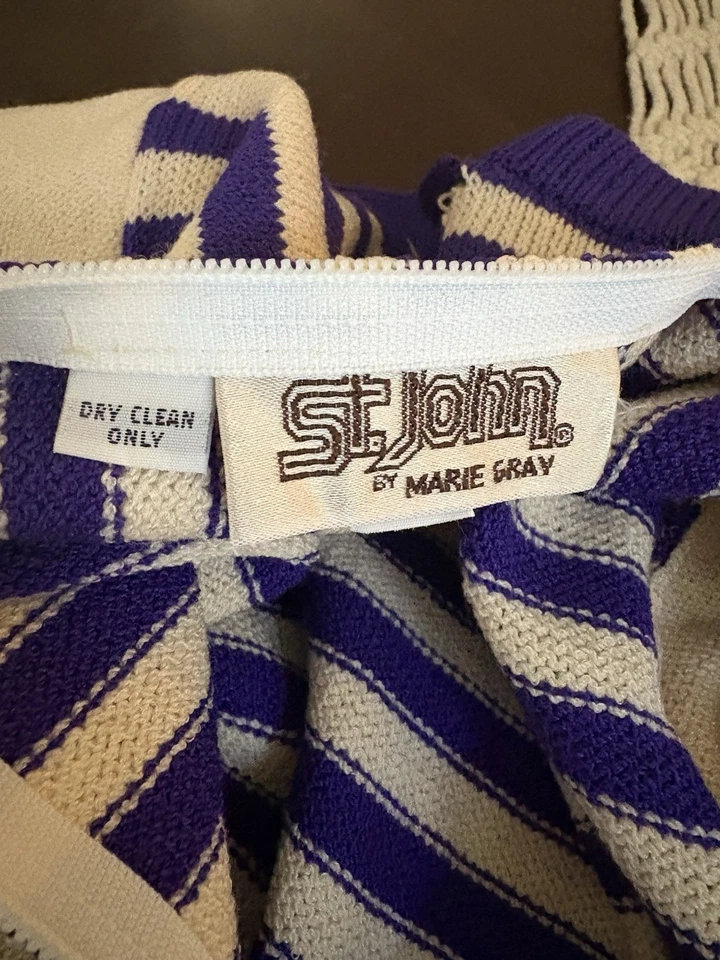 DRY CLEAN
ONLY
St. John®
BY MARIE GRAY